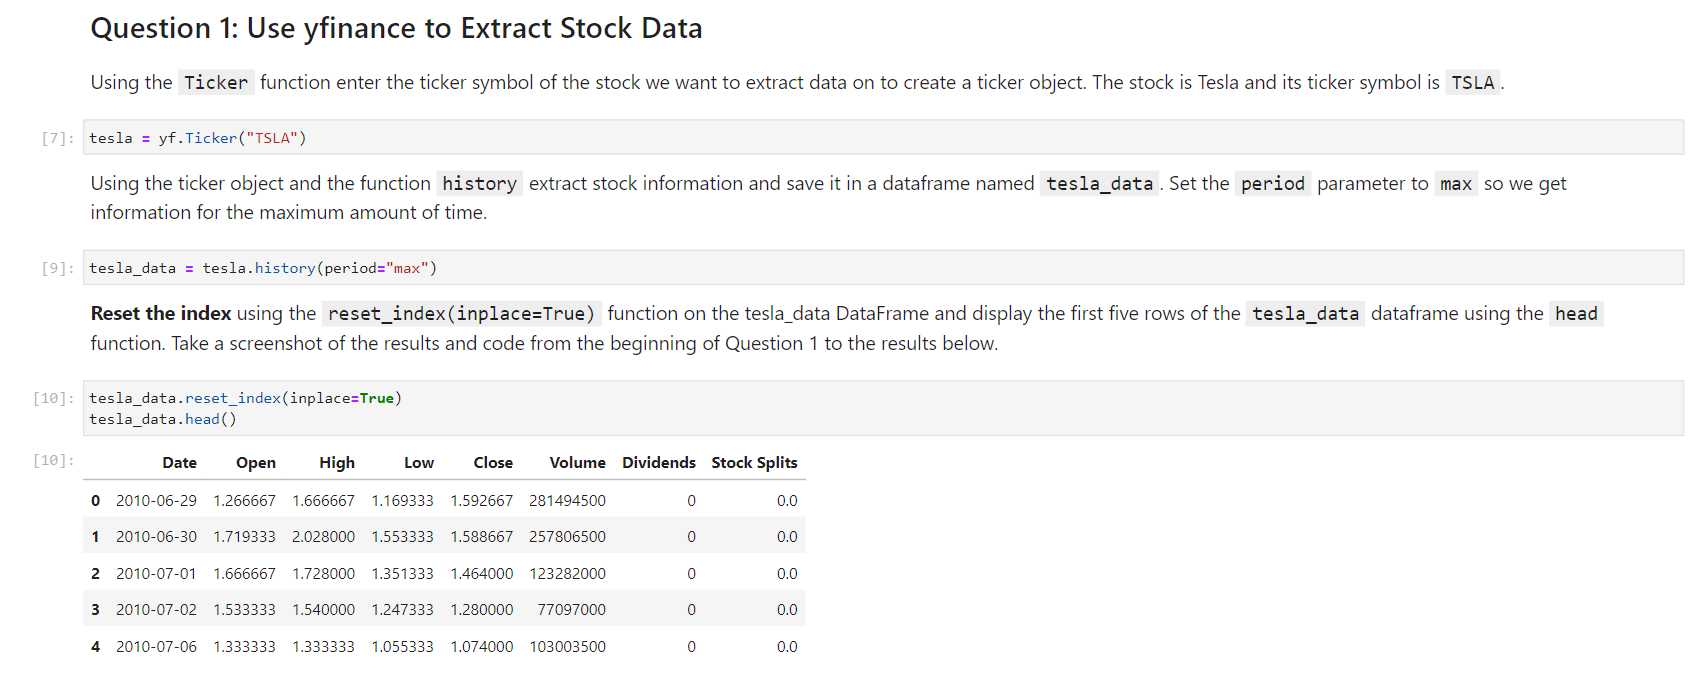 Question 1: Use yfinance to Extract Stock Data
Using the Ticker function enter the ticker symbol of the stock we want to extract data on to create a ticker object. The stock is Tesla and its ticker symbol is TSLA .
[7]: tesla = yf.Ticker("TSLA")
Using the ticker object and the function history extract stock information and save it in a dataframe named tesla_data . Set the period parameter to max so we get
information for the maximum amount of time.
[9]: tesla_data = tesla.history(period="max")
Reset the index using the reset_index(inplace=True) function on the tesla_data DataFrame and display the first five rows of the tesla_data dataframe using the head
function. Take a screenshot of the results and code from the beginning of Question 1 to the results below.
[10]: tesla_data.reset_index(inplace=True)
tesla_data.head()
[10]: Date Open High Low Close Volume Dividends Stock Splits
0 2010-06-29 1.266667 1.666667 1.169333 1.592667 281494500 0 0.0
1 2010-06-30 1.719333 2.028000 1.553333 1.588667 257806500 0 0.0
2 2010-07-01 1.666667 1.728000 1.351333 1.464000 123282000 0 0.0
3 2010-07-02 1.533333 1.540000 1.247333 1.280000 77097000 0 0.0
4 2010-07-06 1.333333 1.333333 1.055333 1.074000 103003500 0 0.0